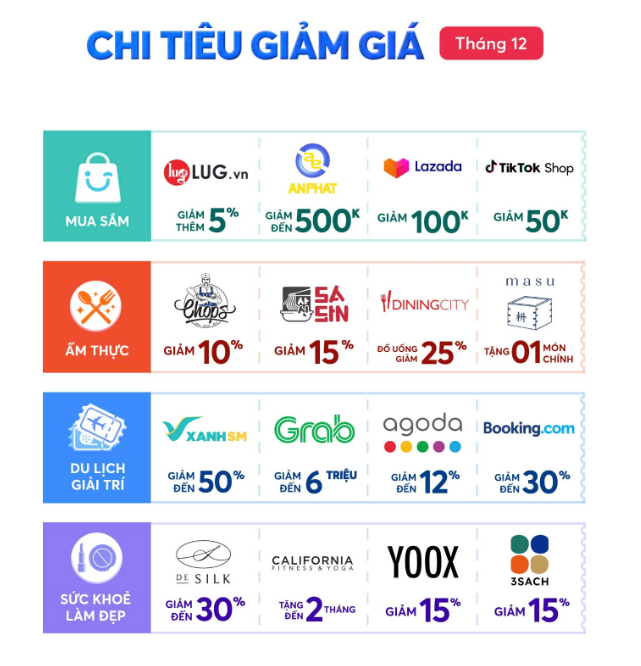 CHI TIÊU GIẢM GIÁ Tháng 12
MUA SẮM
lug LUG.vn
GIẢM THÊM 5%
ANPHAT
GIẢM ĐẾN 500K
Lazada
GIẢM 100K
TikTok Shop
GIẢM 50K
ẨM THỰC
Chops
GIẢM 10%
사신 SASIN
GIẢM 15%
DININGCITY
ĐỒ UỐNG GIẢM 25%
masu
耕
TẶNG 01 MÓN CHÍNH
DU LỊCH
GIẢI TRÍ
XANH SM
GIẢM ĐẾN 50%
Grab
GIẢM ĐẾN 6 TRIỆU
agoda
GIẢM ĐẾN 12%
Booking.com
GIẢM ĐẾN 30%
SỨC KHOẺ
LÀM ĐẸP
DE SILK
GIẢM ĐẾN 30%
CALIFORNIA
FITNESS & YOGA
TẶNG ĐẾN 2 THÁNG
YOOX
GIẢM 15%
3SACH
GIẢM 15%